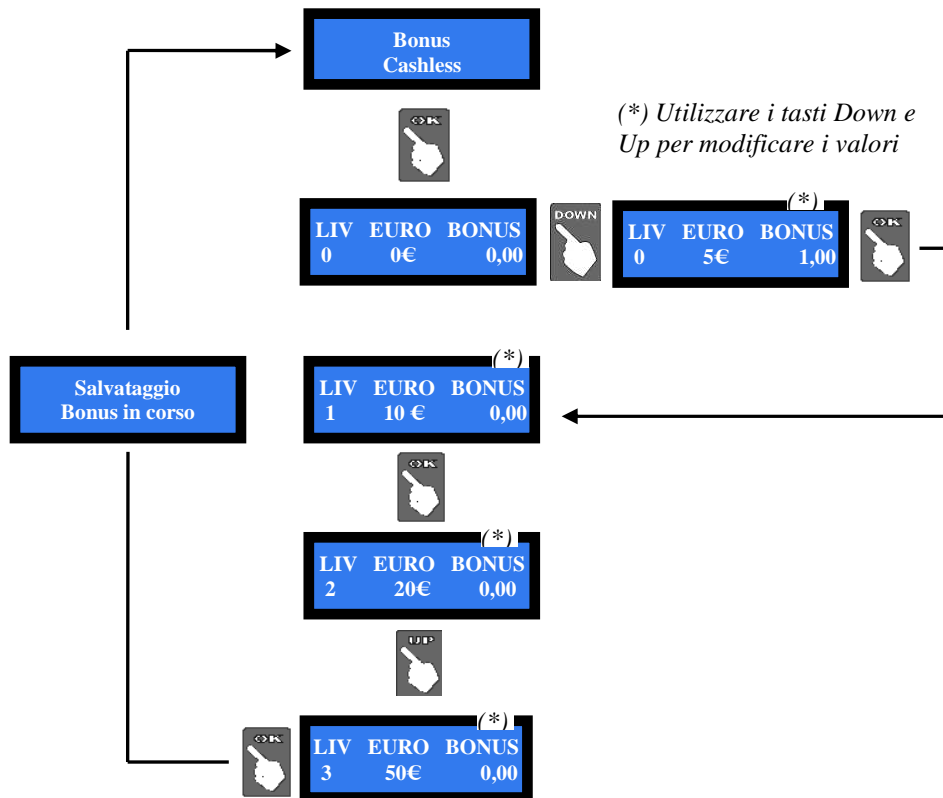 Bonus
Cashless
OK
(*) Utilizzare i tasti Down e
Up per modificare i valori
LIV EURO BONUS
0 0€ 0,00
DOWN
(*)
LIV EURO BONUS
0 5€ 1,00
OK
Salvataggio
Bonus in corso
(*)
LIV EURO BONUS
1 10 € 0,00
OK
(*)
LIV EURO BONUS
2 20€ 0,00
UP
OK
(*)
LIV EURO BONUS
3 50€ 0,00